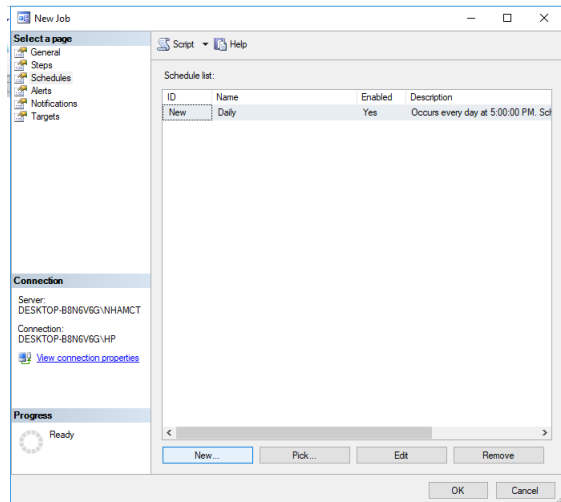 New Job
Select a page
General
Steps
Schedules
Alerts
Notifications
Targets
Script
Help
Schedule list:
ID Name Enabled Description
New Daily Yes Occurs every day at 5:00:00 PM. Sch
Connection
Server:
DESKTOP-B8N6V6G\NHAMCT
Connection:
DESKTOP-B8N6V6G\HP
View connection properties
Progress
Ready
New... Pick... Edit Remove
OK Cancel